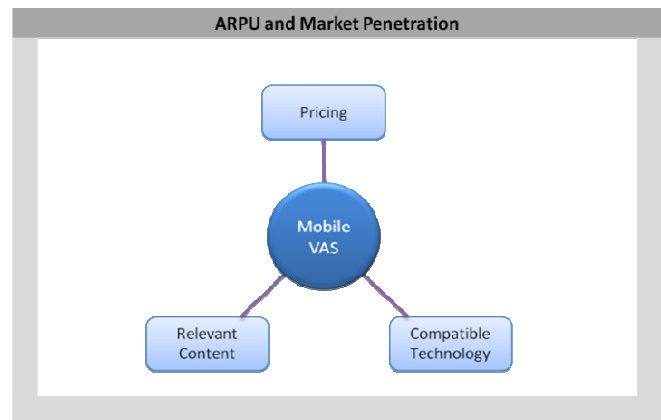 ARPU and Market Penetration
Pricing
Mobile
VAS
Relevant
Content
Compatible
Technology